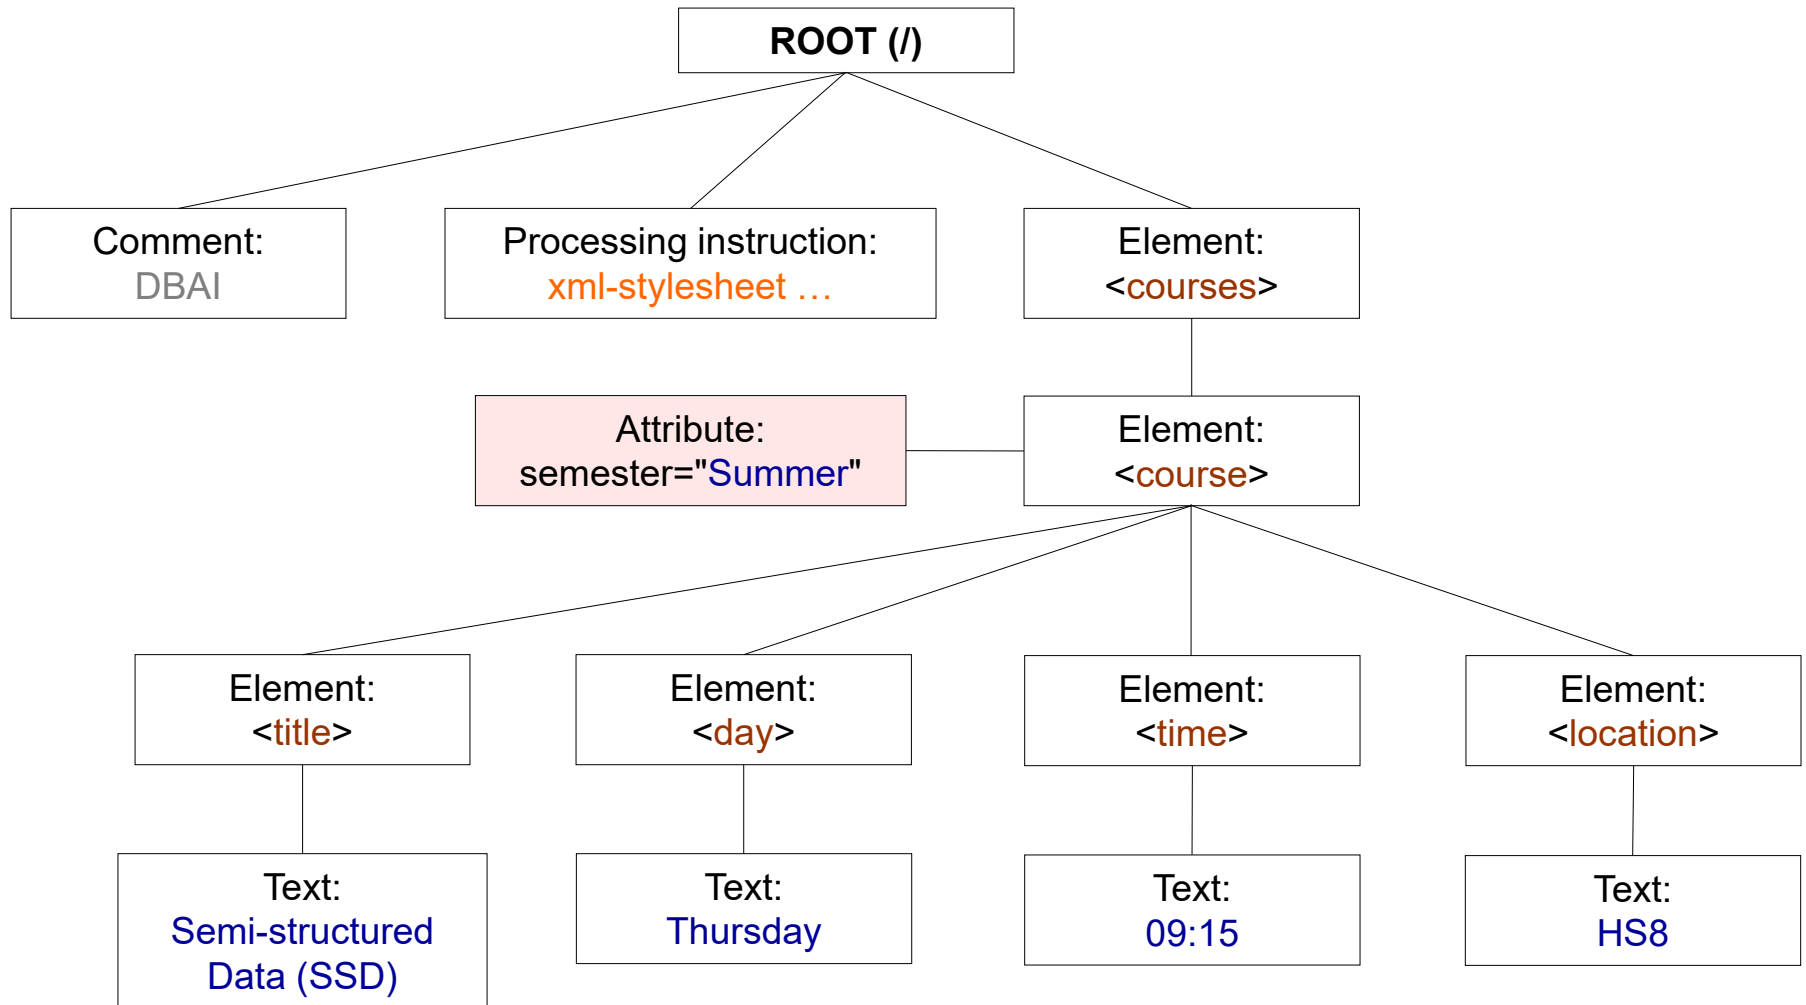 ROOT (/)
Comment:
DBAI
Processing instruction:
xml-stylesheet …
Element:
<courses>
Attribute:
semester="Summer"
Element:
<course>
Element:
<title>
Element:
<day>
Element:
<time>
Element:
<location>
Text:
Semi-structured
Data (SSD)
Text:
Thursday
Text:
09:15
Text:
HS8